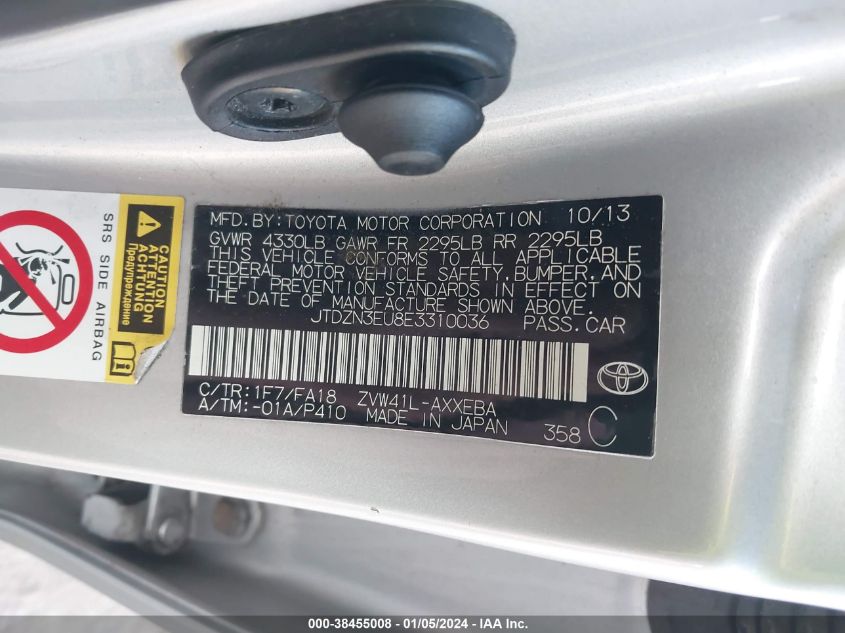 MFD. BY: TOYOTA MOTOR CORPORATION 10/13
GVWR 4330LB GAWR FR 2295LB RR 2295LB
THIS VEHICLE CONFORMS TO ALL APPLICABLE
FEDERAL MOTOR VEHICLE SAFETY, BUMPER, AND
THEFT PREVENTION STANDARDS IN EFFECT ON
THE DATE OF MANUFACTURE SHOWN ABOVE.
JTDZN3EU8E3310036 PASS. CAR
C/TR: 1F7/FA18 ZVW41L-AXXEBA
A/TM: -01A/P410 MADE IN JAPAN 358 C
TOYOTA
SRS SIDE AIRBAG
CAUTION
ATTENTION
ACHTUNG
Предупреждение
000-38455008 - 01/05/2024 - IAA Inc.